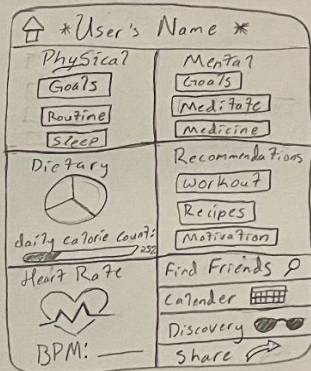 *User's Name *
Physical
Goals
Routine
Sleep
Mental
Goals
Meditate
Medicine
Dietary
daily calorie count:
25%
Recommendations
Workout
Recipes
Motivation
Heart Rate
BPM:
Find Friends
Calender
Discovery
Share